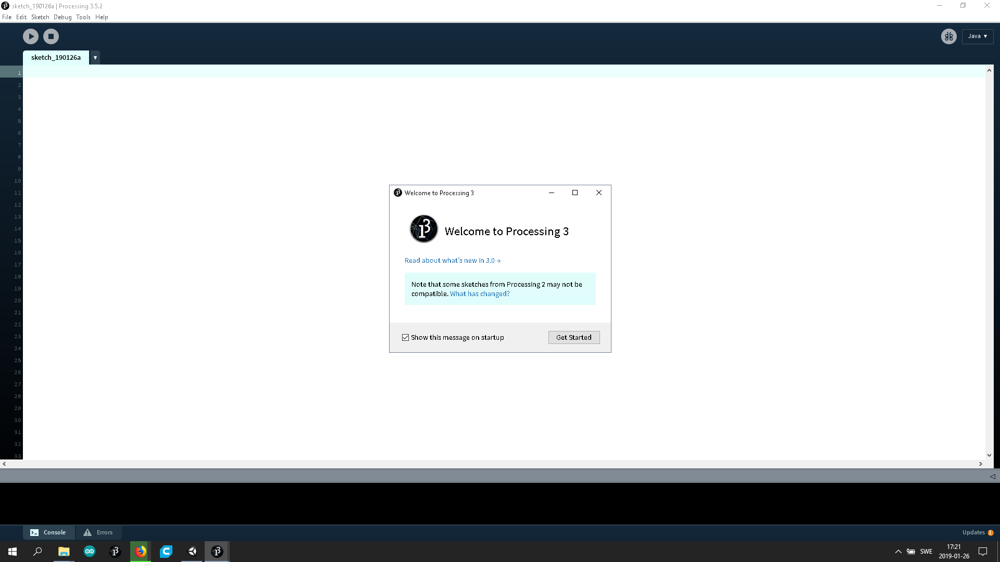 sketch_190126a | Processing 3.5.2
File Edit Sketch Debug Tools Help
Java ▾
sketch_190126a ▾
1
2
3
4
5
6
7
8
9
10
11
12
13
14
15
16
17
18
19
20
21
22
23
24
25
26
27
28
29
30
31
32
33
Welcome to Processing 3
Welcome to Processing 3
Read about what's new in 3.0 →
Note that some sketches from Processing 2 may not be
compatible. What has changed?
Show this message on startup
Get Started
Console Errors
Updates 1
SWE
17:21
2019-01-26